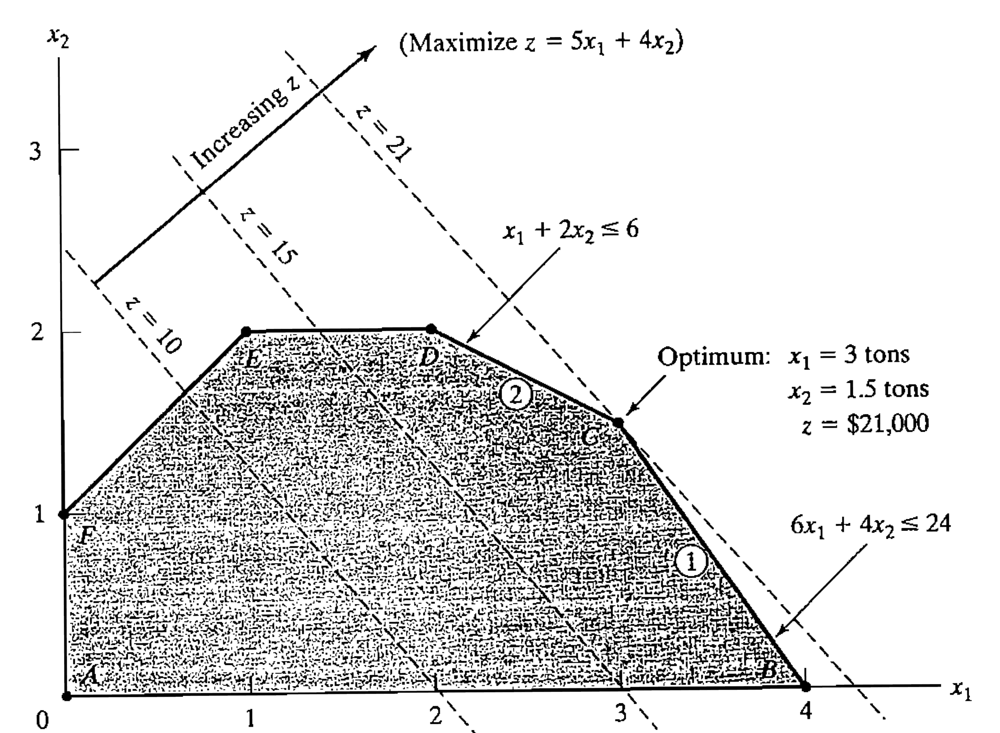 x₂
(Maximize z = 5x₁ + 4x₂)
Increasing z
z = 21
3
z = 15
x₁ + 2x₂ ≤ 6
z = 10
2
E
D
Optimum: x₁ = 3 tons
x₂ = 1.5 tons
z = $21,000
2
C
1
F
6x₁ + 4x₂ ≤ 24
1
A
B
x₁
0
1
2
3
4